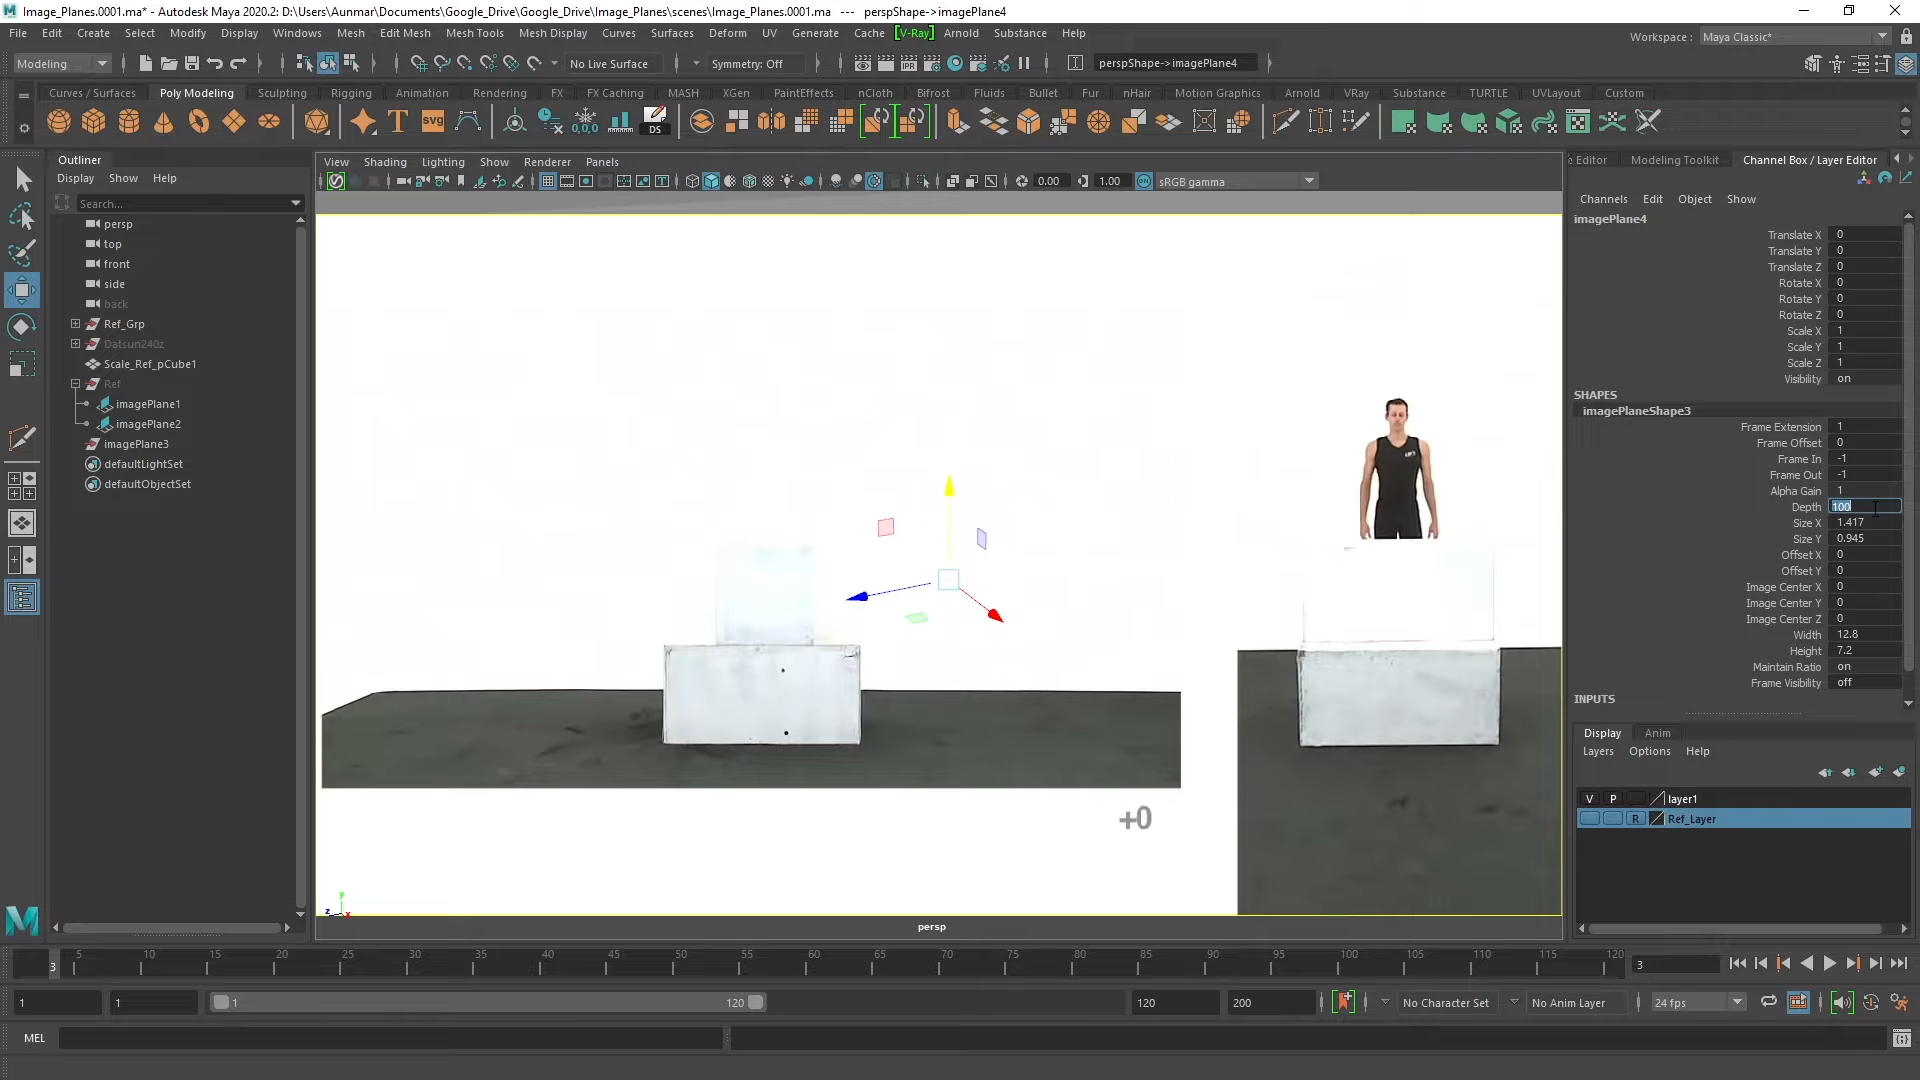 Image_Planes.0001.ma* - Autodesk Maya 2020.2: D:\Users\Aunmar\Documents\Google_Drive\Google_Drive\Image_Planes\scenes\Image_Planes.0001.ma --- perspShape->imagePlane4
File Edit Create Select Modify Display Windows Mesh Edit Mesh Mesh Tools Mesh Display Curves Surfaces Deform UV Generate Cache [V-Ray] Arnold Substance Help
Workspace : Maya Classic*
Modeling No Live Surface Symmetry: Off perspShape->imagePlane4
Curves / Surfaces Poly Modeling Sculpting Rigging Animation Rendering FX FX Caching MASH XGen PaintEffects nCloth Bifrost Fluids Bullet Fur nHair Motion Graphics Arnold VRay Substance TURTLE UVLayout Custom
T svg 0,0,0 DS
Outliner
Display Show Help
Search...
persp
top
front
side
back
Ref_Grp
Datsun240z
Scale_Ref_pCube1
Ref
imagePlane1
imagePlane2
imagePlane3
defaultLightSet
defaultObjectSet
View Shading Lighting Show Renderer Panels
0.00 1.00 sRGB gamma
+0
y
z x
persp
e Editor Modeling Toolkit Channel Box / Layer Editor
Channels Edit Object Show
imagePlane4
Translate X 0
Translate Y 0
Translate Z 0
Rotate X 0
Rotate Y 0
Rotate Z 0
Scale X 1
Scale Y 1
Scale Z 1
Visibility on
SHAPES
imagePlaneShape3
Frame Extension 1
Frame Offset 0
Frame In -1
Frame Out -1
Alpha Gain 1
Depth 100
Size X 1.417
Size Y 0.945
Offset X 0
Offset Y 0
Image Center X 0
Image Center Y 0
Image Center Z 0
Width 12.8
Height 7.2
Maintain Ratio on
Frame Visibility off
INPUTS
Display Anim
Layers Options Help
V P layer1
R Ref_Layer
3 5 10 15 20 25 30 35 40 45 50 55 60 65 70 75 80 85 90 95 100 105 110 115 120 3
1 1 1 120 120 200 No Character Set No Anim Layer 24 fps
MEL